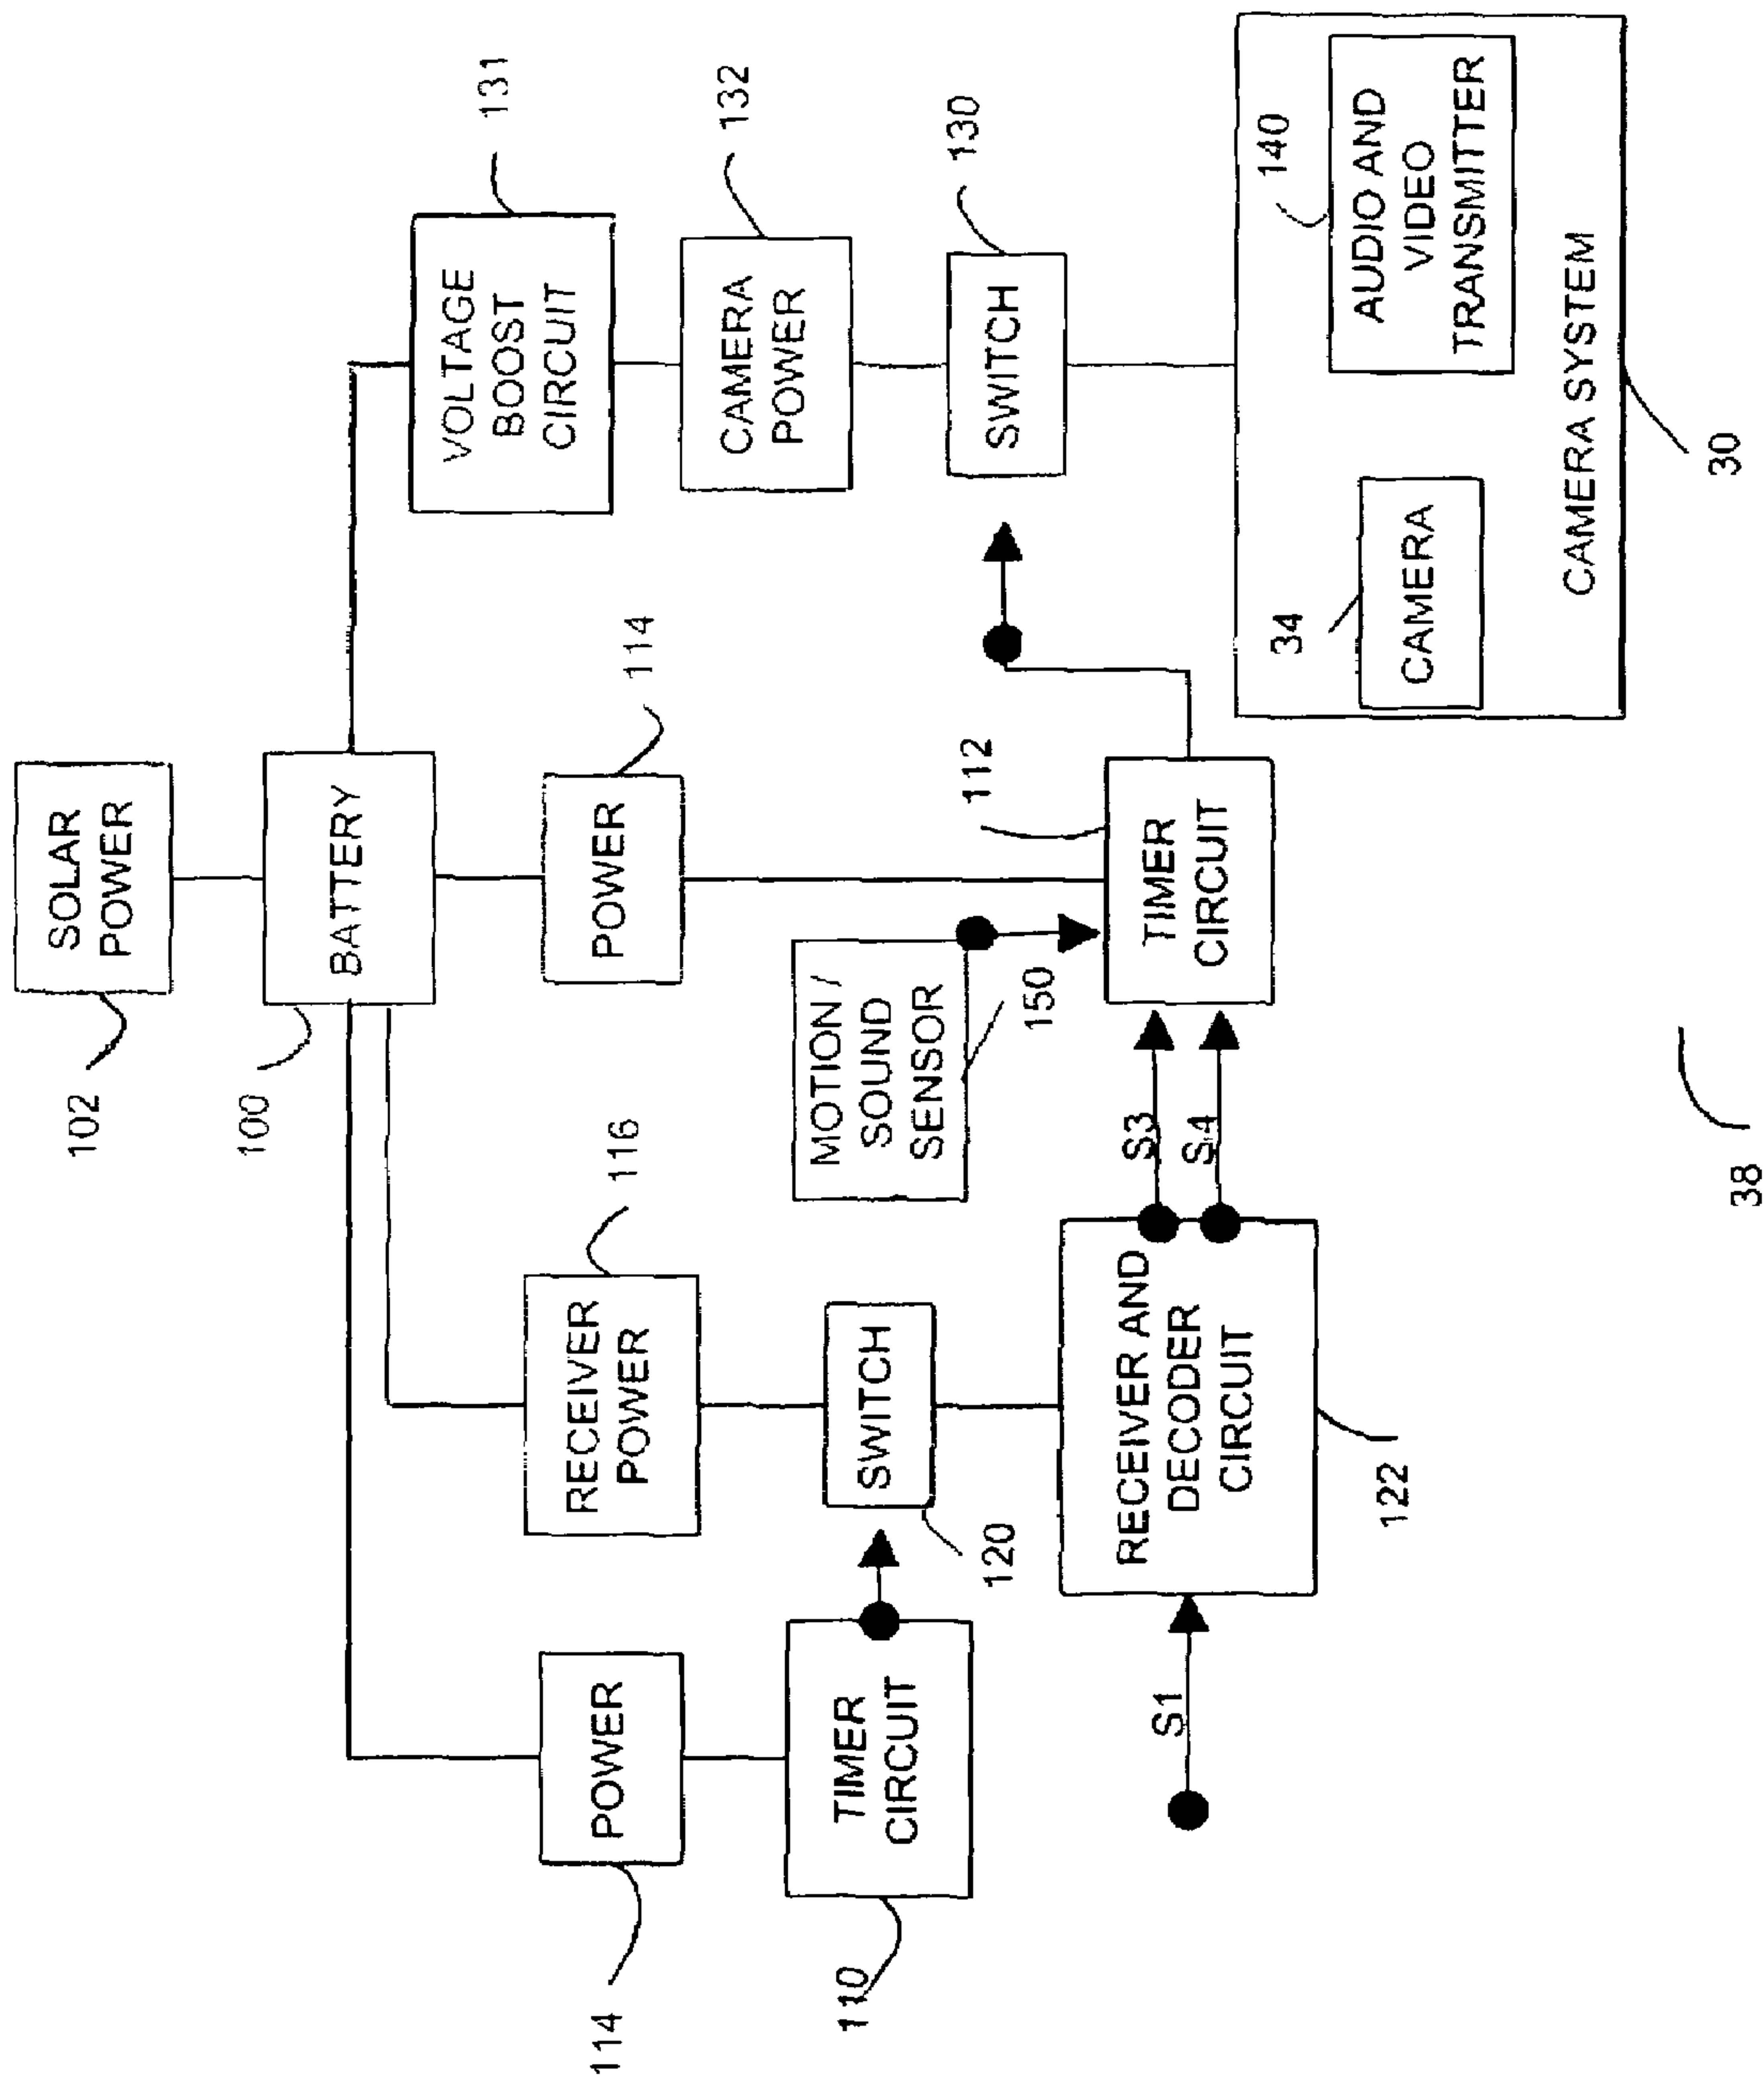 SOLAR
POWER
102
BATTERY
100
114
POWER
116
RECEIVER
POWER
POWER
114
VOLTAGE
BOOST
CIRCUIT
131
TIMER
CIRCUIT
110
SWITCH
120
MOTION /
SOUND
SENSOR
150
CAMERA
POWER
132
S1
RECEIVER AND
DECODER
CIRCUIT
122
S3
S4
TIMER
CIRCUIT
112
SWITCH
130
34
CAMERA
140
AUDIO AND
VIDEO
TRANSMITTER
CAMERA SYSTEM
30
38